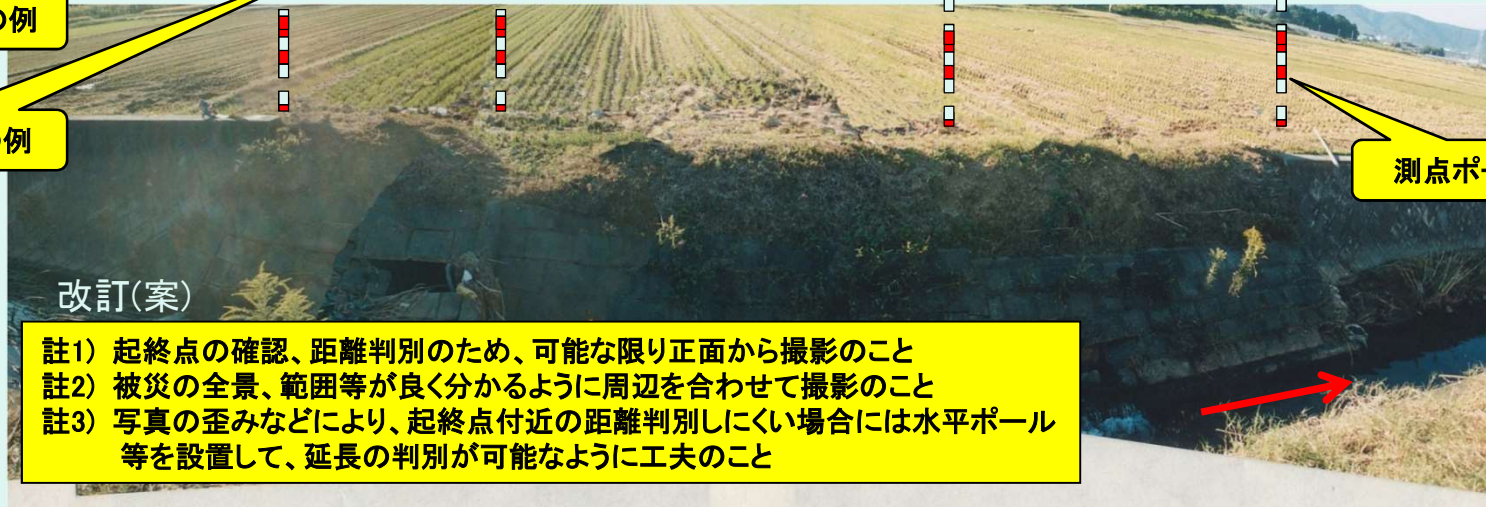 の例
の例
測点ポー
改訂(案)
註1) 起終点の確認、距離判別のため、可能な限り正面から撮影のこと
註2) 被災の全景、範囲等が良く分かるように周辺を合わせて撮影のこと
註3) 写真の歪みなどにより、起終点付近の距離判別しにくい場合には水平ポール
等を設置して、延長の判別が可能なように工夫のこと